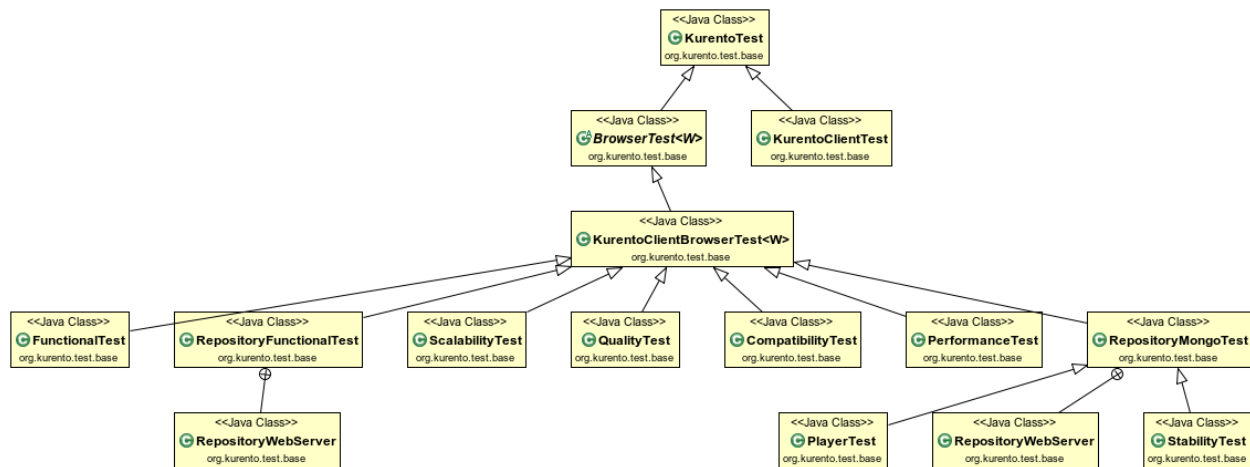 <<Java Class>>
KurentoTest
org.kurento.test.base
<<Java Class>>
BrowserTest<W>
org.kurento.test.base
<<Java Class>>
KurentoClientTest
org.kurento.test.base
<<Java Class>>
KurentoClientBrowserTest<W>
org.kurento.test.base
<<Java Class>>
FunctionalTest
org.kurento.test.base
<<Java Class>>
RepositoryFunctionalTest
org.kurento.test.base
<<Java Class>>
ScalabilityTest
org.kurento.test.base
<<Java Class>>
QualityTest
org.kurento.test.base
<<Java Class>>
CompatibilityTest
org.kurento.test.base
<<Java Class>>
PerformanceTest
org.kurento.test.base
<<Java Class>>
RepositoryMongoTest
org.kurento.test.base
<<Java Class>>
RepositoryWebServer
org.kurento.test.base
<<Java Class>>
PlayerTest
org.kurento.test.base
<<Java Class>>
RepositoryWebServer
org.kurento.test.base
<<Java Class>>
StabilityTest
org.kurento.test.base